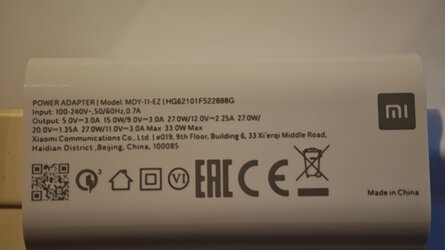 POWER ADAPTER | Model: MDY-11-EZ | HG62101F522888G
Input: 100-240V~,50/60Hz,0.7A
Output: 5.0V⎓3.0A 15.0W/9.0V⎓3.0A 27.0W/12.0V⎓2.25A 27.0W/
20.0V⎓1.35A 27.0W/11.0V⎓3.0A Max 33.0W Max
Xiaomi Communications Co., Ltd. | #019, 9th Floor, Building 6, 33 Xi'erqi Middle Road,
Haidian District ,Beijing, China, 100085
mi
3 VI EAC CE
Made in China